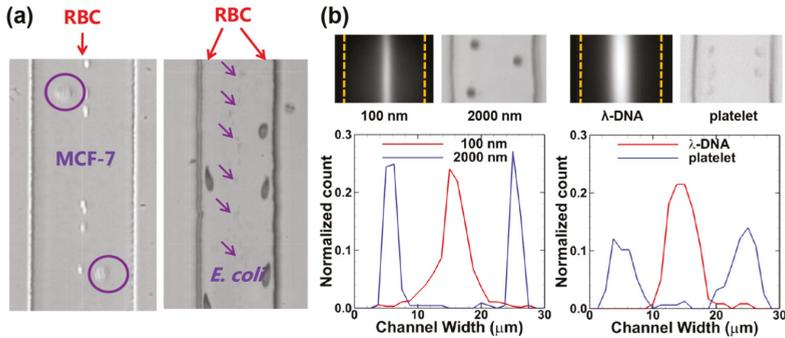 (a)
RBC
RBC
MCF-7
E. coli
(b)
100 nm
2000 nm
λ-DNA
platelet
0.3
0.2
0.1
0.0
Normalized count
100 nm
2000 nm
0
10
20
30
Channel Width (μm)
0.3
0.2
0.1
0.0
Normalized count
λ-DNA
platelet
0
10
20
30
Channel Width (μm)